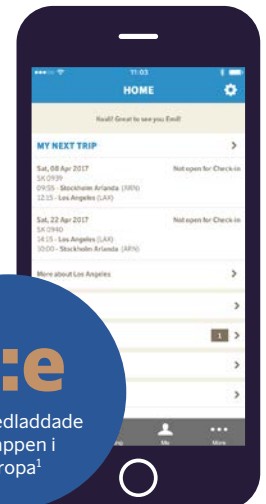 11:03
HOME
Realt! Great to see you Emil!
MY NEXT TRIP
Sat, 08 Apr 2017 Not open for Check-in
SK 0939
09:55 - Stockholm Arlanda (ARN)
12:15 - Los Angeles (LAX)
Sat, 22 Apr 2017 Not open for Check-in
SK 0940
14:15 - Los Angeles (LAX)
10:00 - Stockholm Arlanda (ARN)
More about Los Angeles
1
:e
edladdade
appen i
ropa¹
Me
More